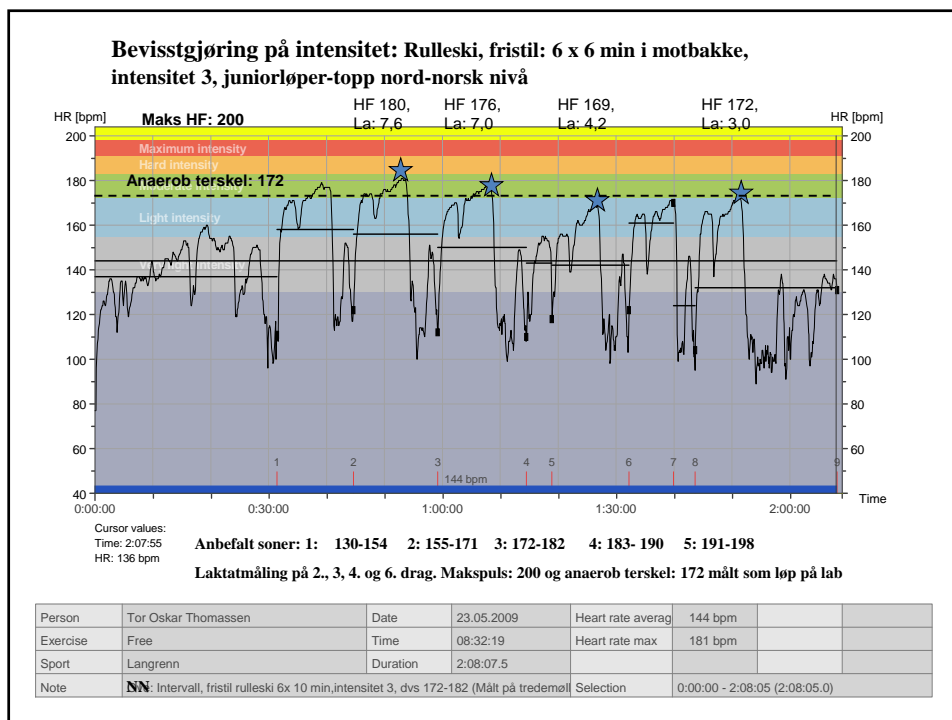 Bevisstgjøring på intensitet: Rulleski, fristil: 6 x 6 min i motbakke,
intensitet 3, juniorløper-topp nord-norsk nivå
HF 180, HF 176, HF 169, HF 172,
La: 7,6 La: 7,0 La: 4,2 La: 3,0
HR [bpm] Maks HF: 200 HR [bpm]
200 200
Maximum intensity
Hard intensity
180 Anaerob terskel: 172 180
160 Light intensity 160
140 140
120 120
100 100
80 80
60 60
1 2 3 4 5 6 7 8 9
144 bpm
40 40
Time
0:00:00 0:30:00 1:00:00 1:30:00 2:00:00
Cursor values:
Time: 2:07:55
HR: 136 bpm
Anbefalt soner: 1: 130-154 2: 155-171 3: 172-182 4: 183- 190 5: 191-198
Laktatmåling på 2., 3, 4. og 6. drag. Makspuls: 200 og anaerob terskel: 172 målt som løp på lab
Person Tor Oskar Thomassen Date 23.05.2009 Heart rate averag 144 bpm
Exercise Free Time 08:32:19 Heart rate max 181 bpm
Sport Langrenn Duration 2:08:07.5
Note NN: Intervall, fristil rulleski 6x 10 min,intensitet 3, dvs 172-182 (Målt på tredemøll Selection 0:00:00 - 2:08:05 (2:08:05.0)